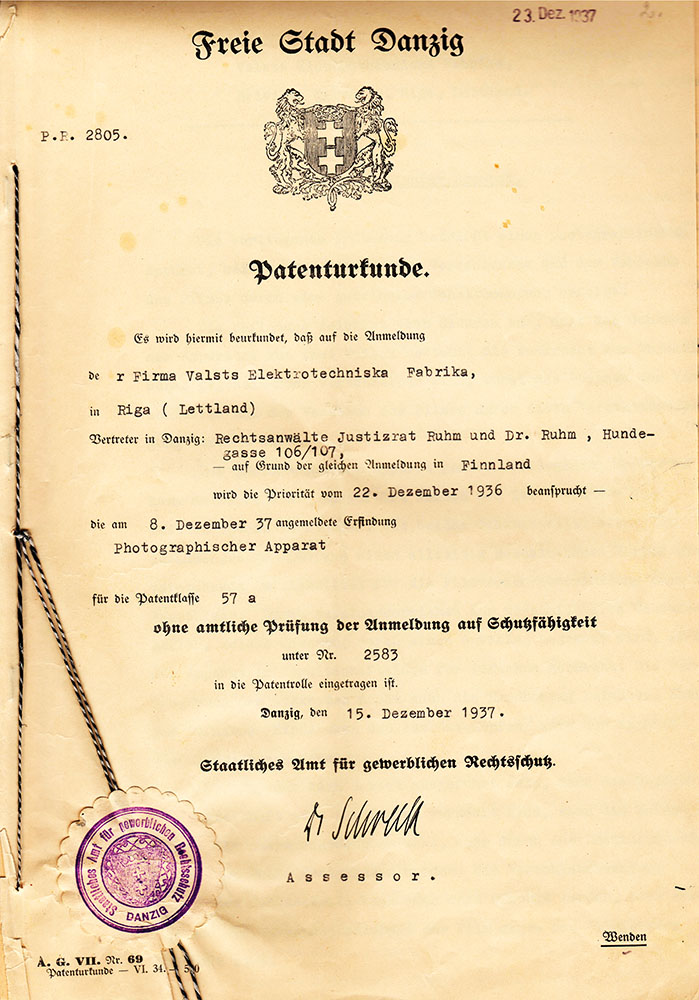 23. Dez. 1937
Freie Stadt Danzig
P.R. 2805.
Patenturkunde.
Es wird hiermit beurkundet, daß auf die Anmeldung
de r Firma Valsts Elektrotechniska Fabrika,
in Riga ( Lettland)
Vertreter in Danzig: Rechtsanwälte Justizrat Ruhm und Dr. Ruhm , Hunde-
gasse 106/107,
— auf Grund der gleichen Anmeldung in Finnland
wird die Priorität vom 22. Dezember 1936 beansprucht —
die am 8. Dezember 37 angemeldete Erfindung
Photographischer Apparat
für die Patentklasse 57 a
ohne amtliche Prüfung der Anmeldung auf Schutzfähigkeit
unter Nr. 2583
in die Patentrolle eingetragen ist.
Danzig, den 15. Dezember 1937.
Staatliches Amt für gewerblichen Rechtsschutz.
Dr
Assessor.
Staatliches Amt für gewerblichen Rechtsschutz
DANZIG
Wenden
A. G. VII. Nr. 69
Patenturkunde — VI. 34. —